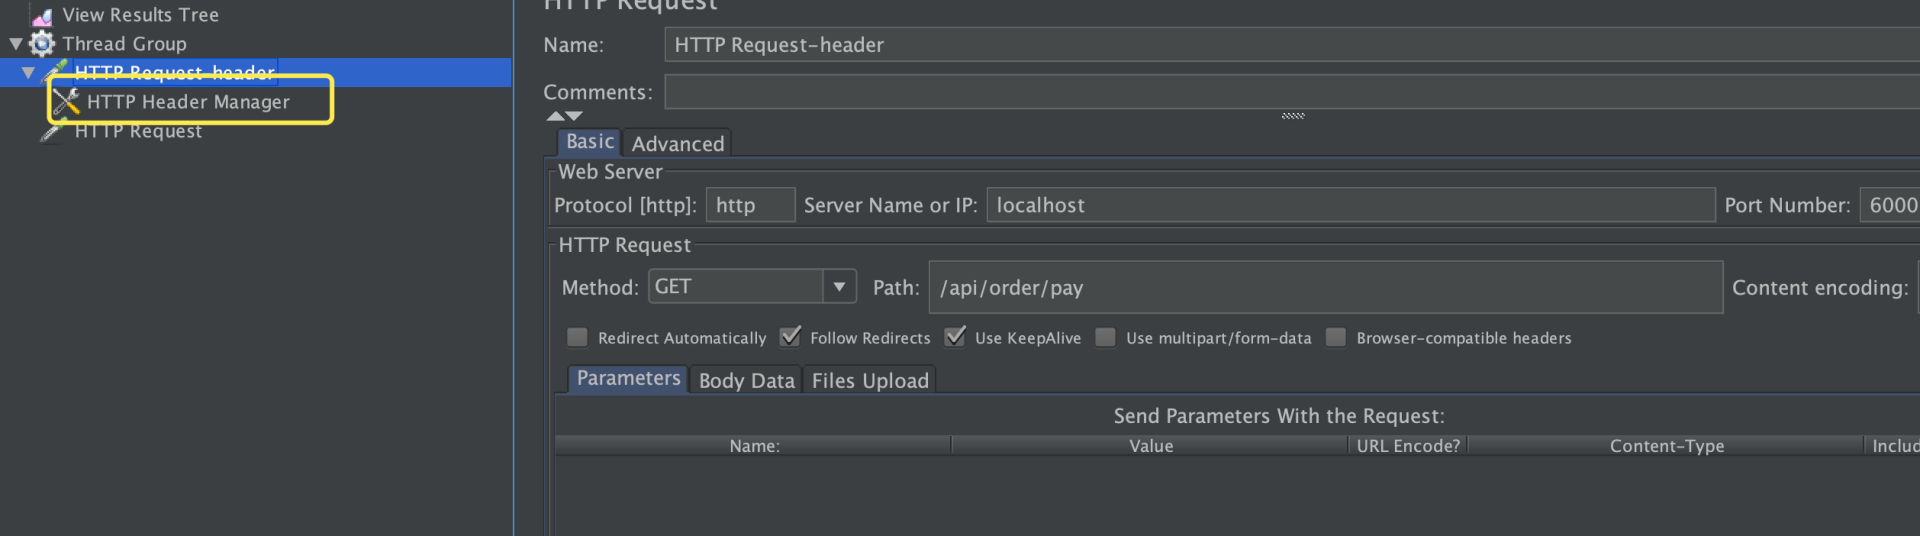 View Results Tree
Thread Group
HTTP Request-header
HTTP Header Manager
HTTP Request
HTTP Request
Name: HTTP Request-header
Comments:
Basic Advanced
Web Server
Protocol [http]: http Server Name or IP: localhost Port Number: 6000
HTTP Request
Method: GET Path: /api/order/pay Content encoding:
Redirect Automatically Follow Redirects Use KeepAlive Use multipart/form-data Browser-compatible headers
Parameters Body Data Files Upload
Send Parameters With the Request:
Name: Value URL Encode? Content-Type Includ